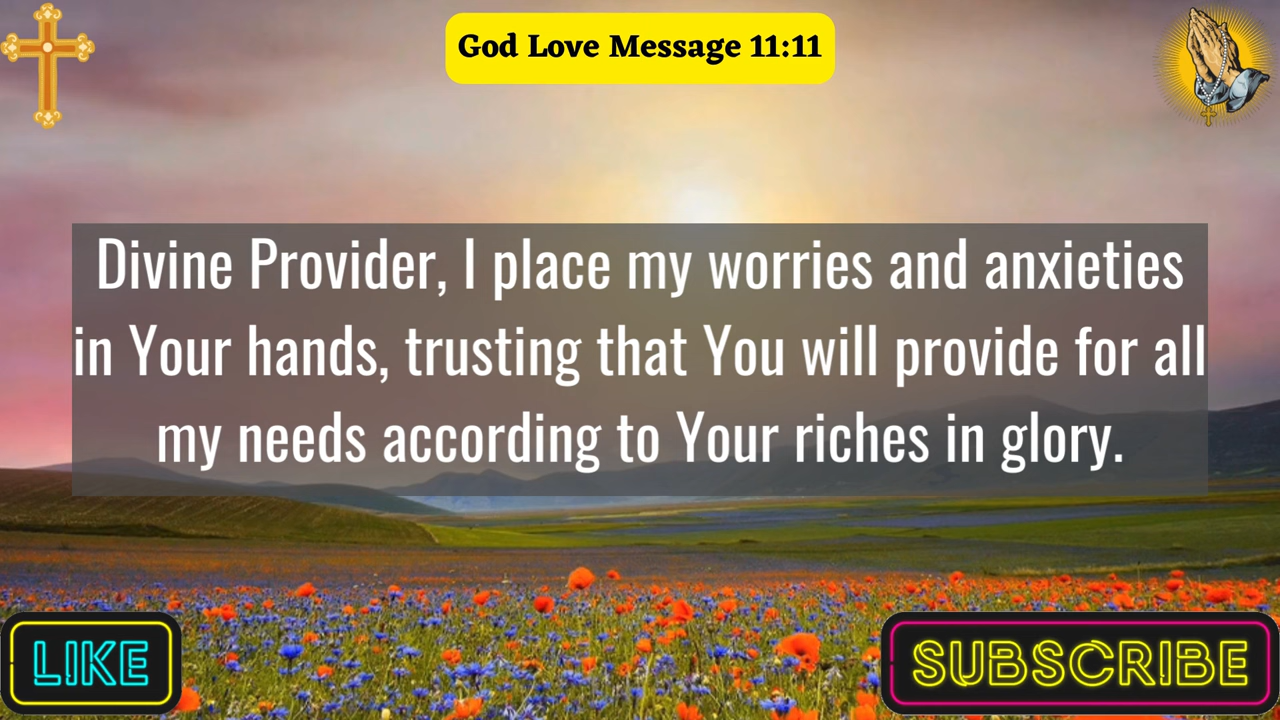 God Love Message 11:11
Divine Provider, I place my worries and anxieties
in Your hands, trusting that You will provide for all
my needs according to Your riches in glory.
LIKE
SUBSCRIBE